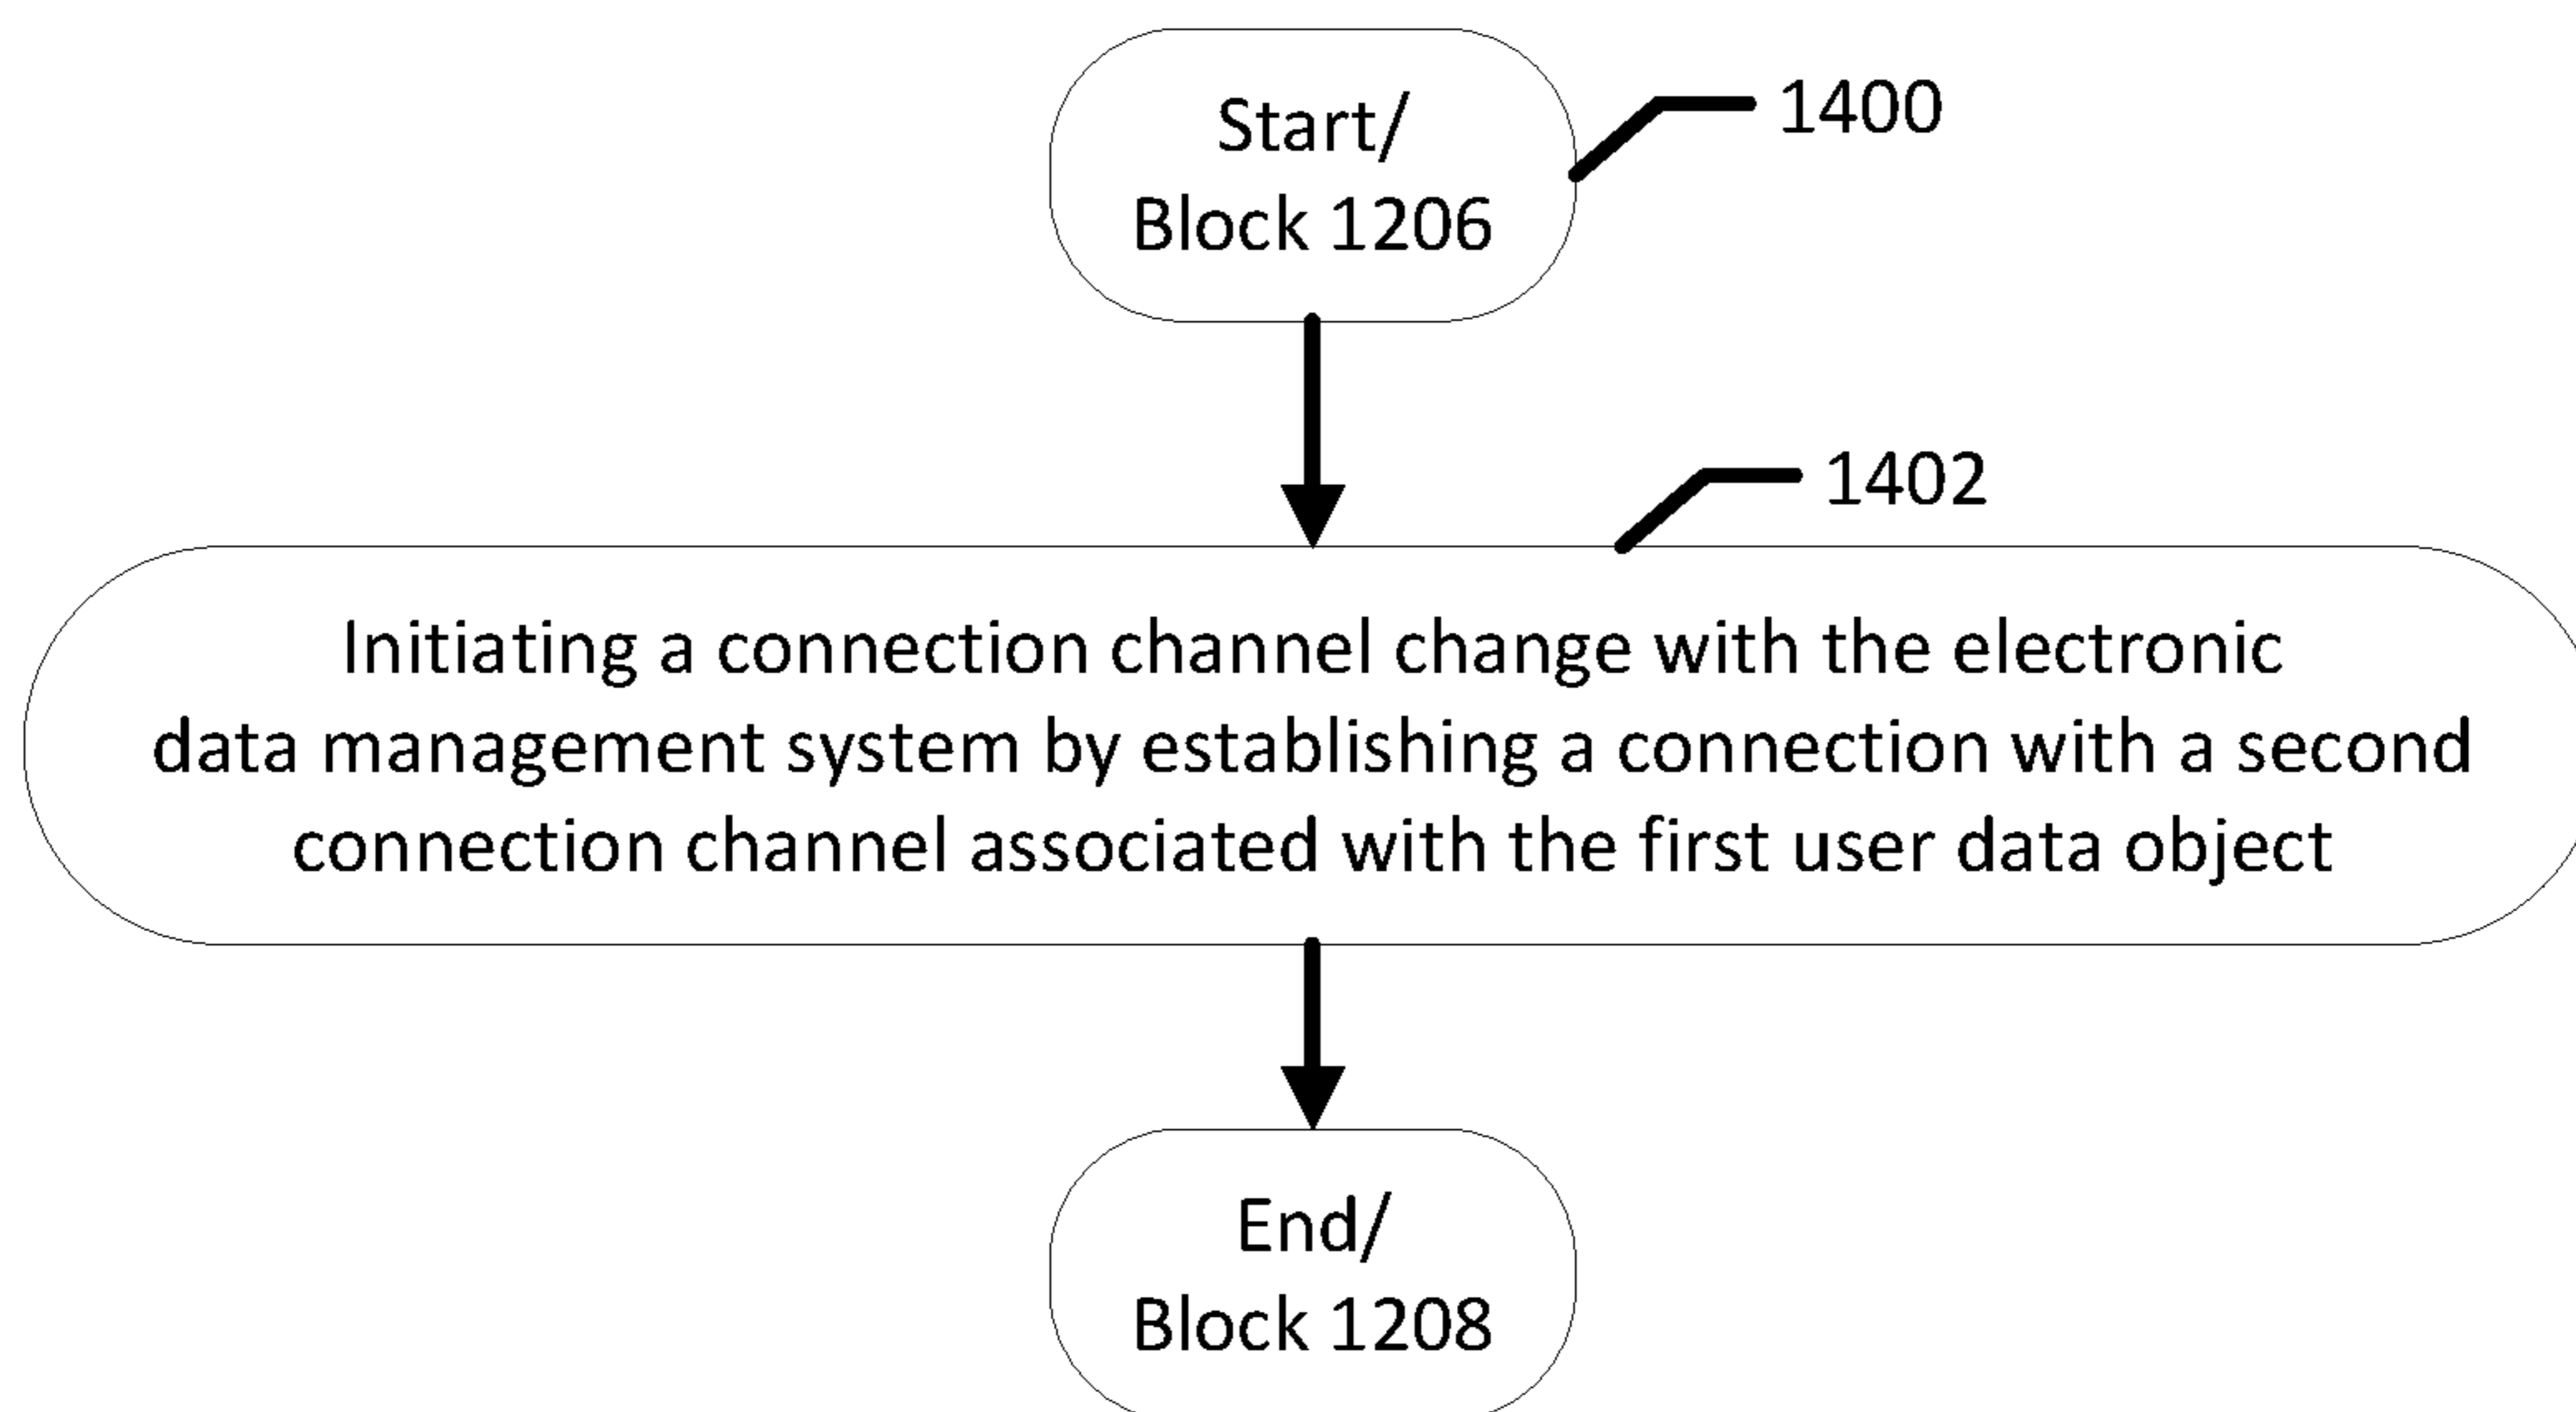 Start/
Block 1206
1400
1402
Initiating a connection channel change with the electronic
data management system by establishing a connection with a second
connection channel associated with the first user data object
End/
Block 1208